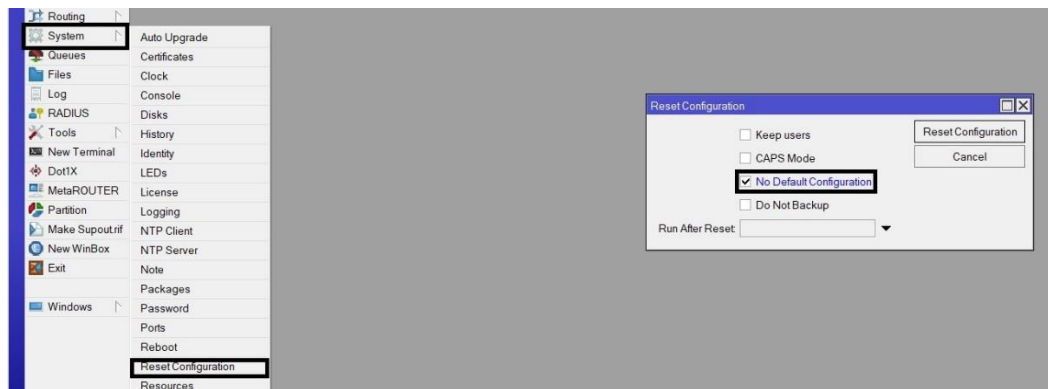 Routing
System
Queues
Files
Log
RADIUS
Tools
New Terminal
Dot1X
MetaROUTER
Partition
Make Supout.rif
New WinBox
Exit
Windows
Auto Upgrade
Certificates
Clock
Console
Disks
History
Identity
LEDs
License
Logging
NTP Client
NTP Server
Note
Packages
Password
Ports
Reboot
Reset Configuration
Resources
Reset Configuration
Keep users
CAPS Mode
No Default Configuration
Do Not Backup
Run After Reset:
Reset Configuration
Cancel